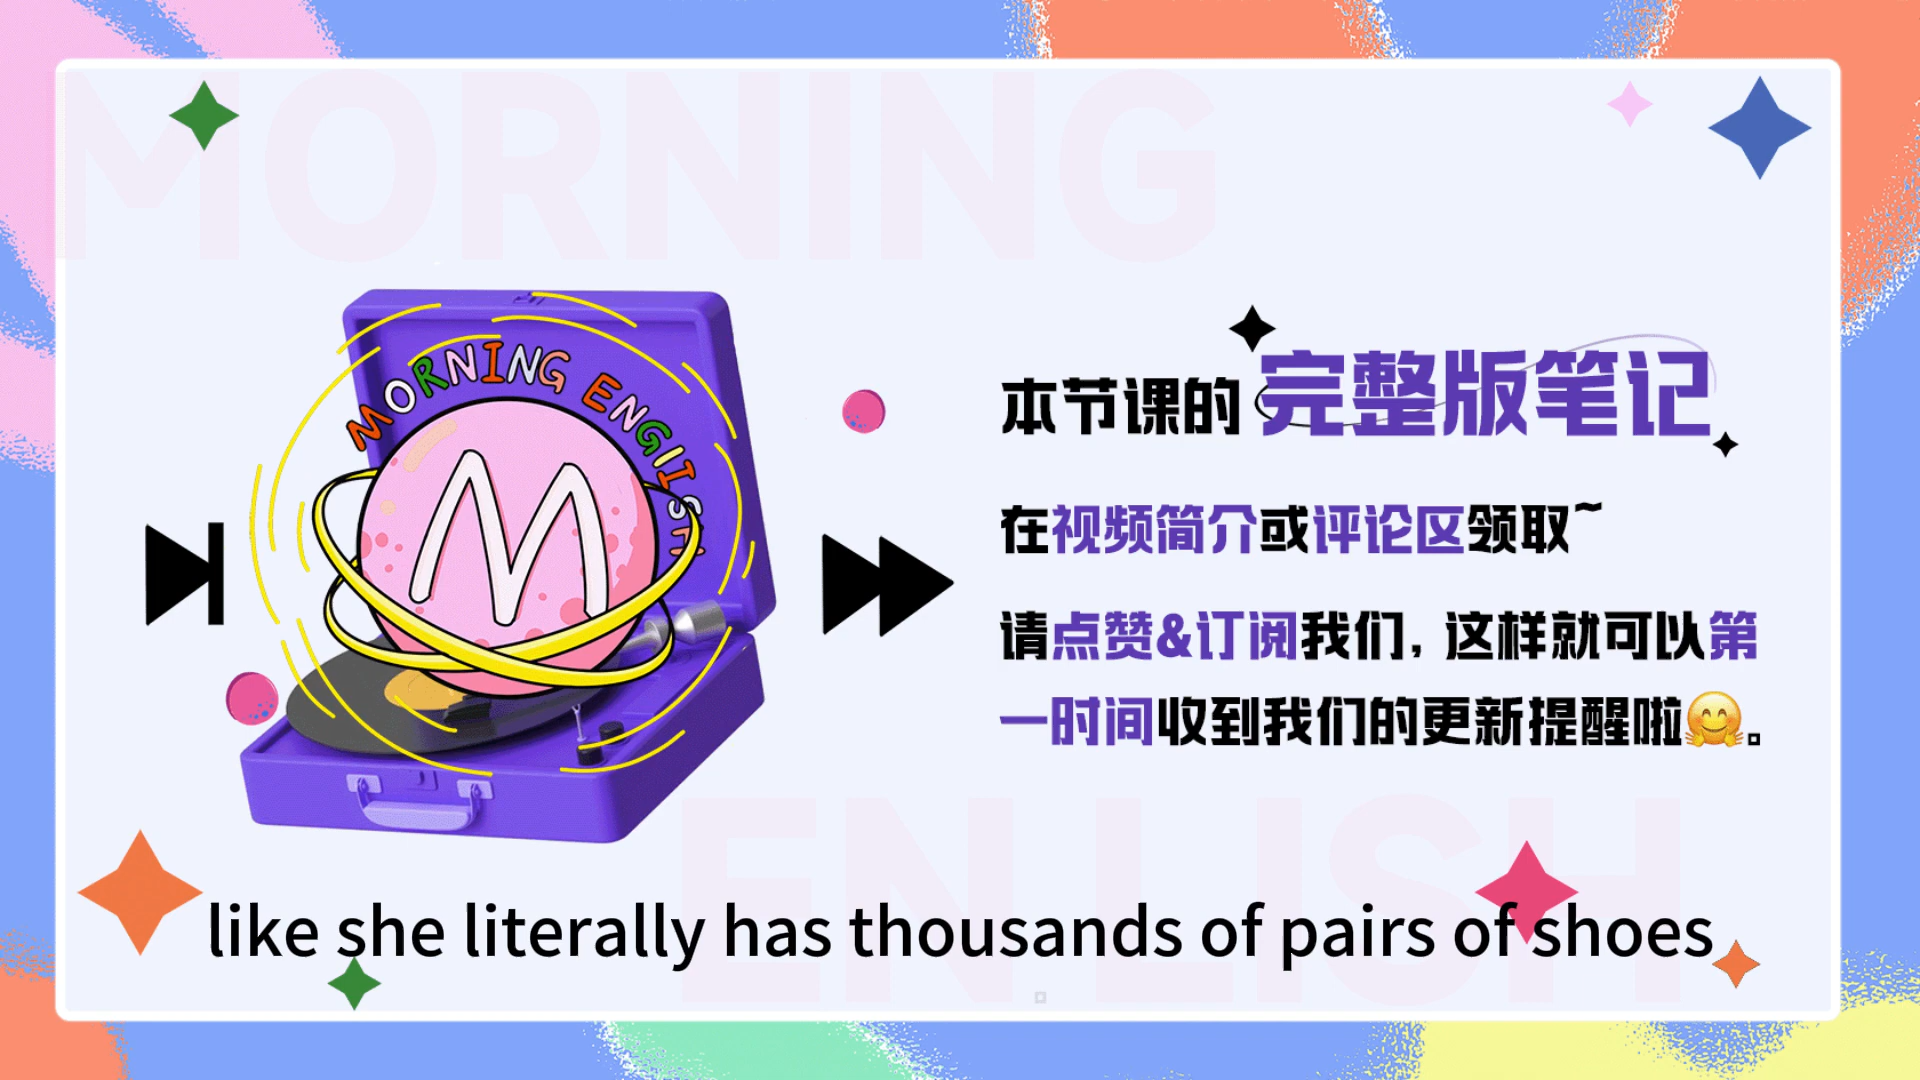 MORNING
MORNING ENGlISH
M
本节课的完整版笔记
在视频简介或评论区领取~
请点赞&订阅我们，这样就可以第
一时间收到我们的更新提醒啦🤗。
EN LISH
like she literally has thousands of pairs of shoes